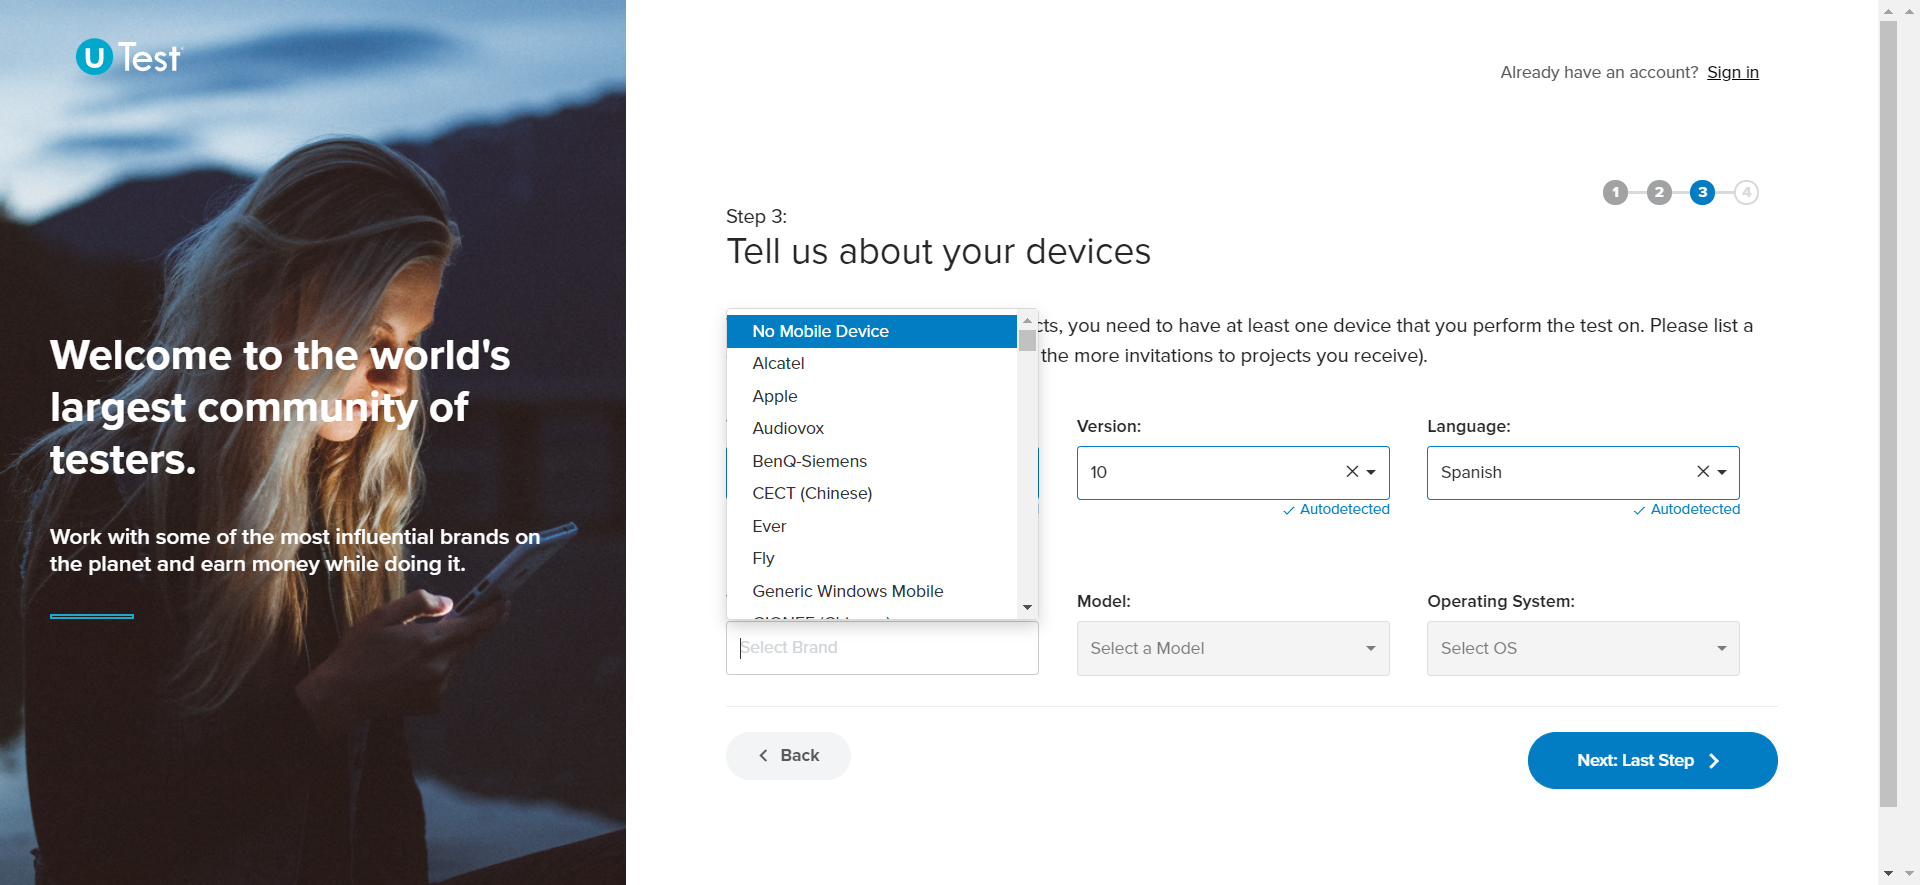 U Test
Welcome to the world's
largest community of
testers.
Work with some of the most influential brands on
the planet and earn money while doing it.
Already have an account? Sign in
1 2 3 4
Step 3:
Tell us about your devices
cts, you need to have at least one device that you perform the test on. Please list a
the more invitations to projects you receive).
No Mobile Device
Alcatel
Apple
Audiovox
BenQ-Siemens
CECT (Chinese)
Ever
Fly
Generic Windows Mobile
Version:
10
Autodetected
Language:
Spanish
Autodetected
Select Brand
Model:
Select a Model
Operating System:
Select OS
Back
Next: Last Step